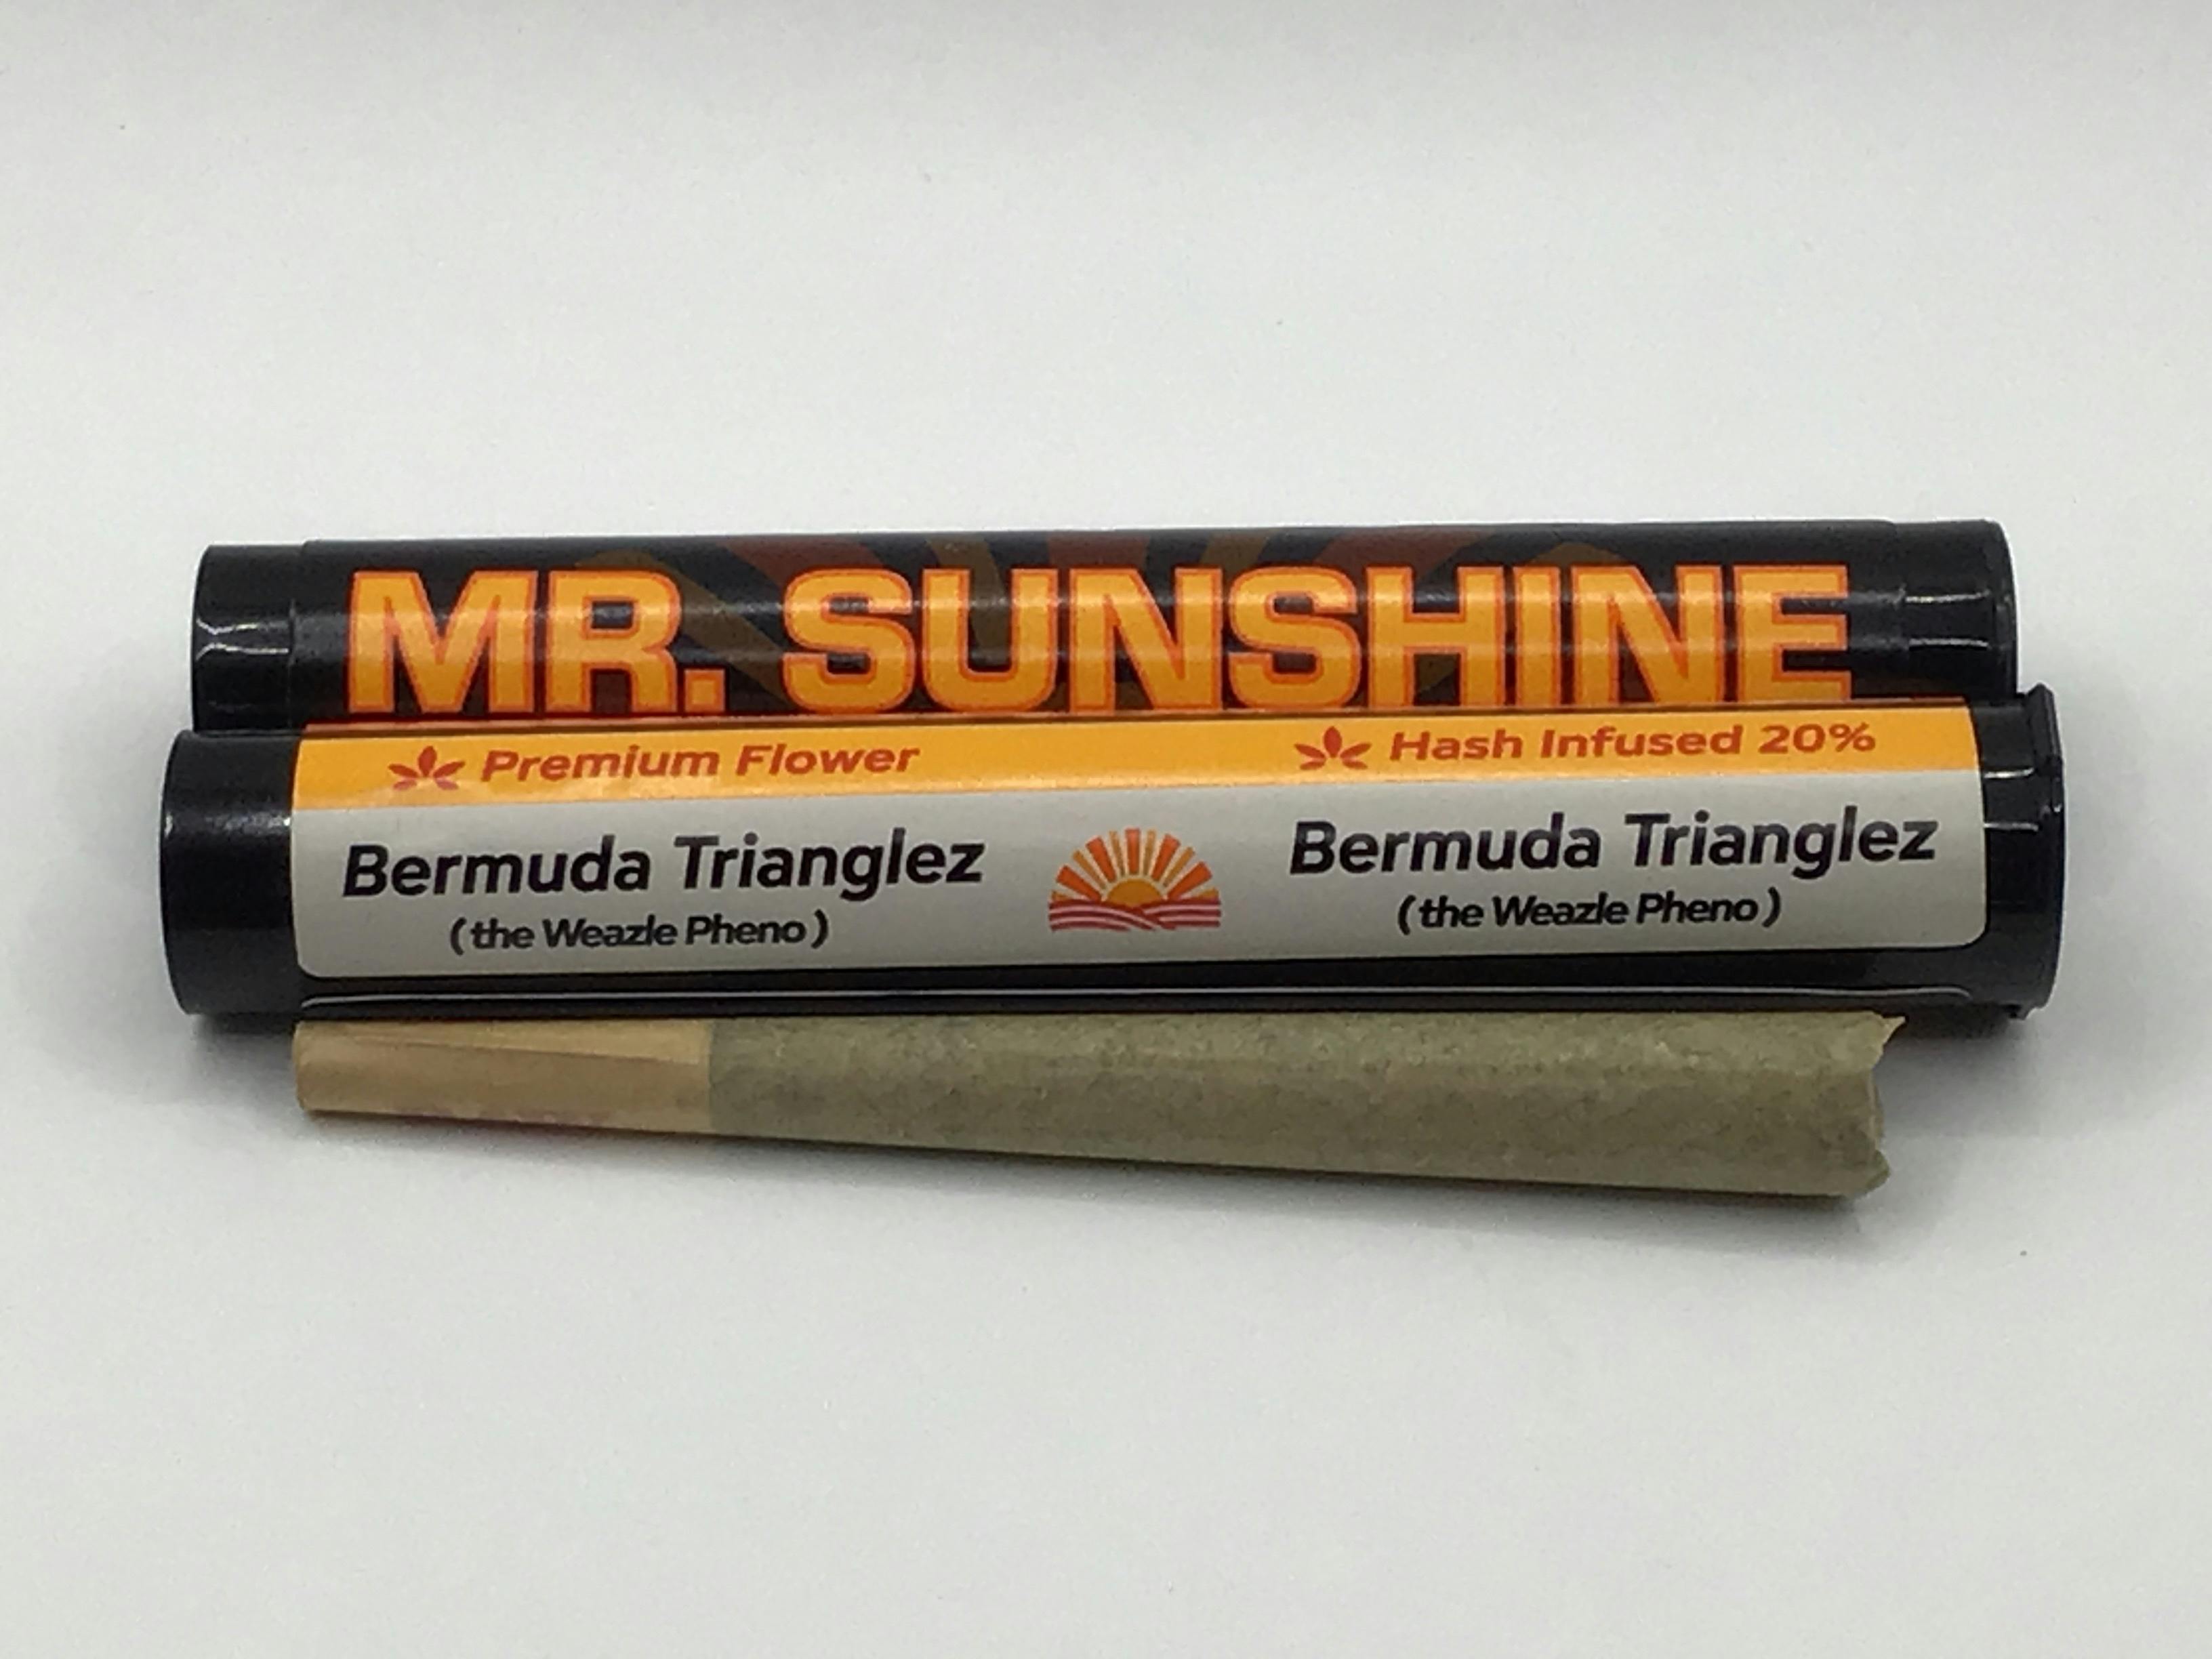 MR. SUNSHINE
Premium Flower
Hash Infused 20%
Bermuda Trianglez
(the Weazle Pheno)
Bermuda Trianglez
(the Weazle Pheno)